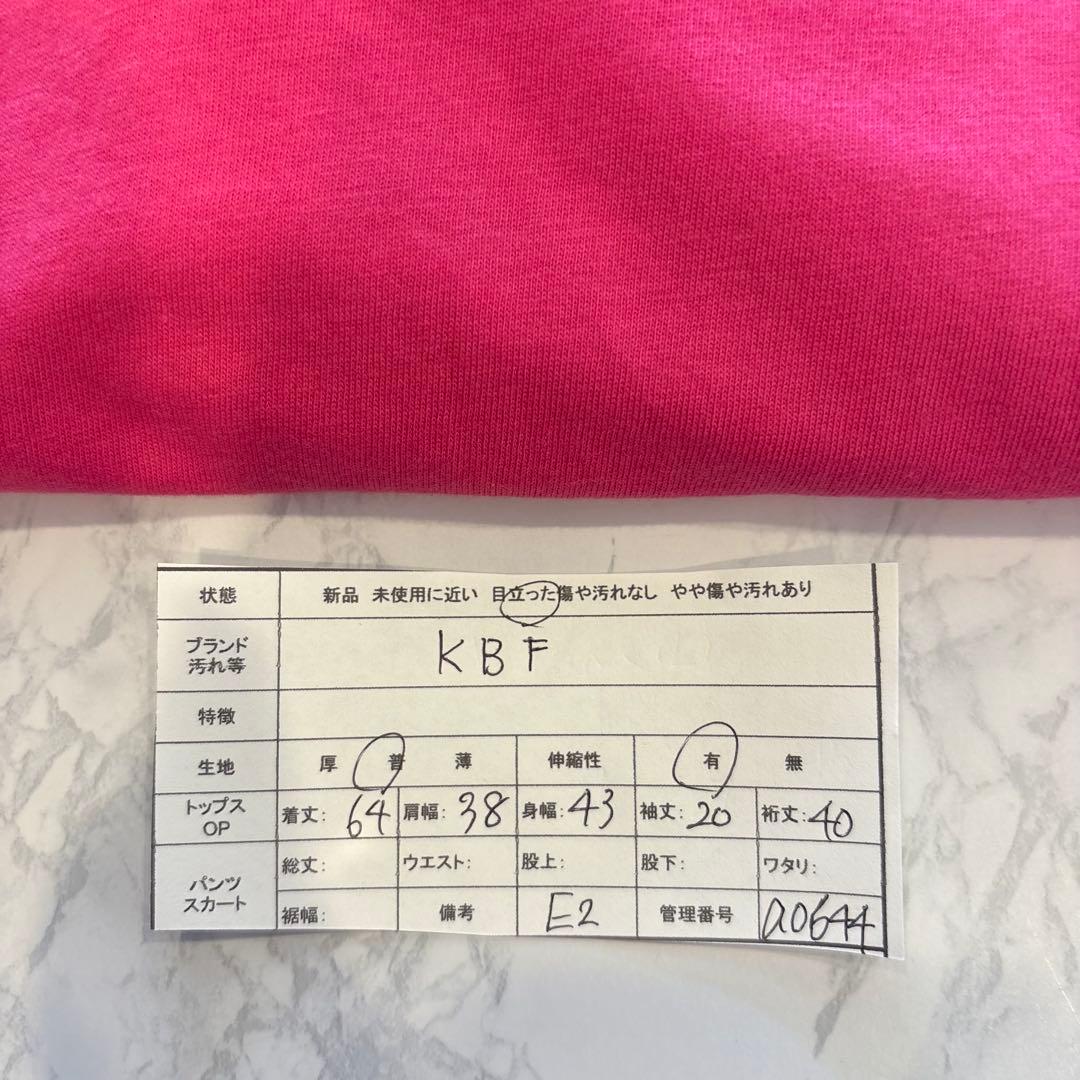 状態 新品 未使用に近い 目立った傷や汚れなし やや傷や汚れあり
ブランド
汚れ等
KBF
特徴
生地 厚 普 薄 伸縮性 有 無
トップス
OP
着丈: 64 肩幅: 38 身幅: 43 袖丈: 20 裄丈: 40
パンツ
スカート
総丈: ウエスト: 股上: 股下: ワタリ:
裾幅: 備考 E2 管理番号 a0644